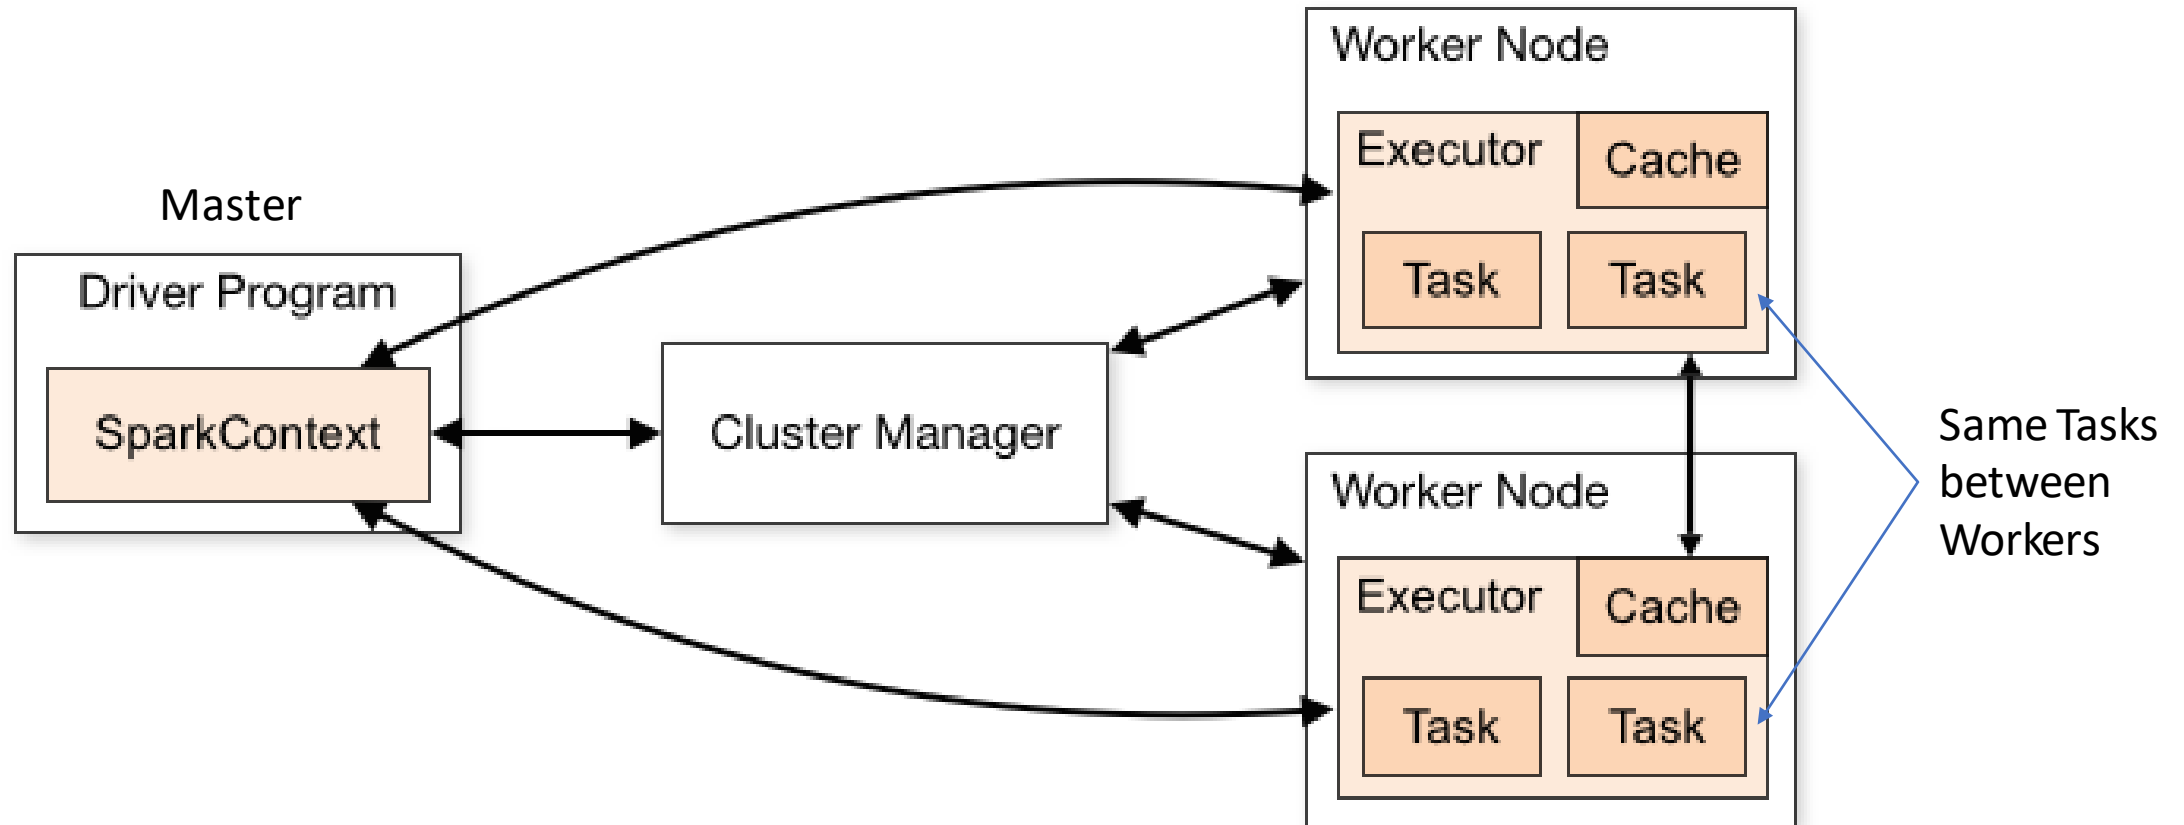 Master
Driver Program
SparkContext
Cluster Manager
Worker Node
Executor
Cache
Task
Task
Worker Node
Executor
Cache
Task
Task
Same Tasks
between
Workers